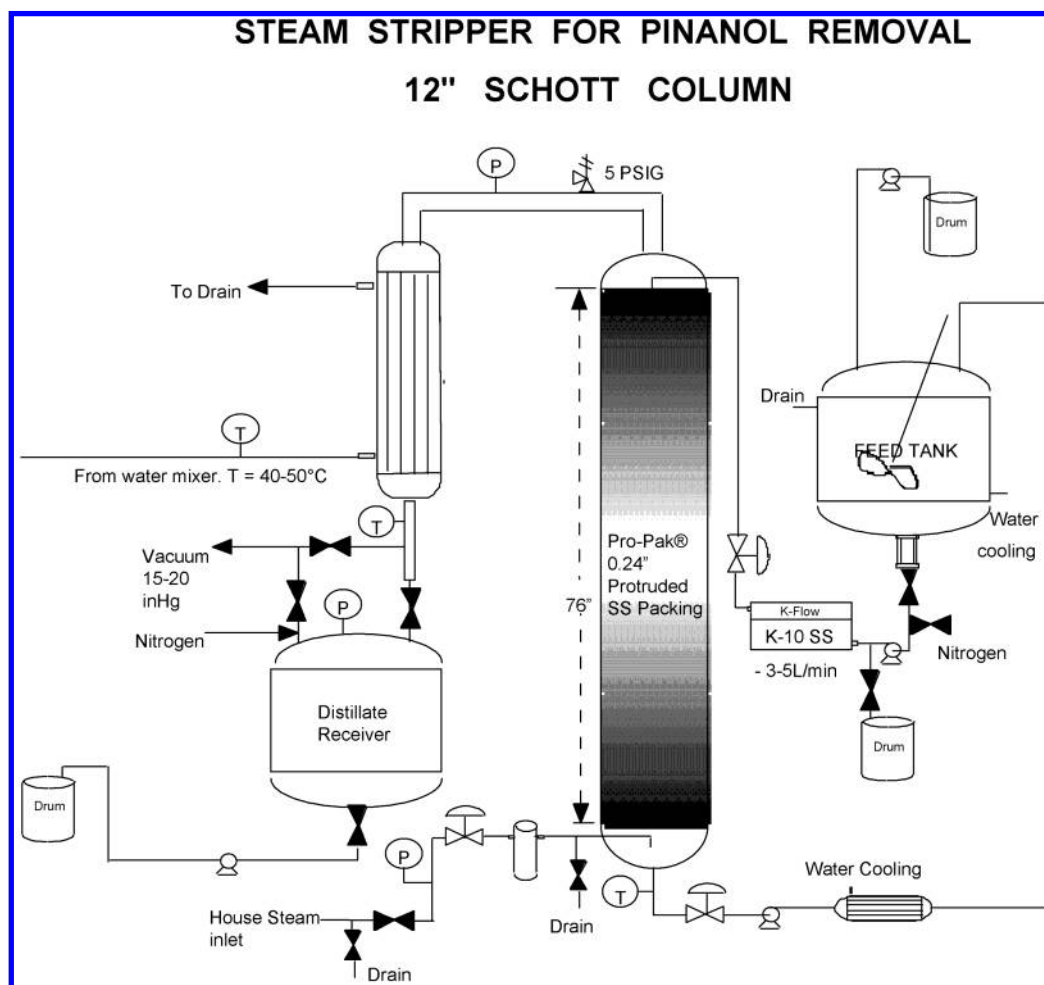 STEAM STRIPPER FOR PINANOL REMOVAL
12" SCHOTT COLUMN
P
5 PSIG
Drum
To Drain
Drain
FEED TANK
T
From water mixer. T = 40-50°C
T
Water
cooling
Vacuum
15-20
inHg
Pro-Pak®
0.24"
Protruded
SS Packing
76"
K-Flow
K-10 SS
- 3-5L/min
Nitrogen
P
Nitrogen
Distillate
Receiver
Drum
Drum
P
Water Cooling
T
House Steam
inlet
Drain
Drain